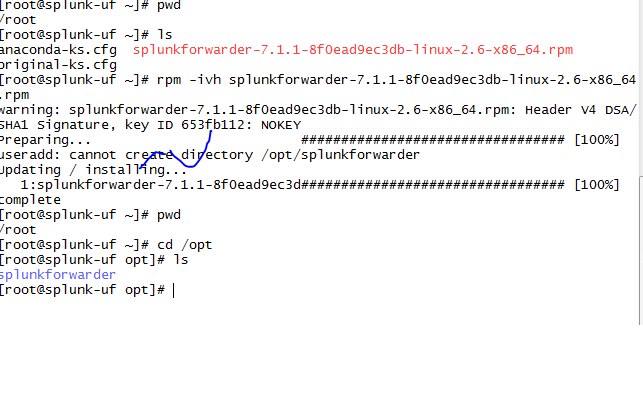 [root@splunk-uf ~]# pwd
/root
[root@splunk-uf ~]# ls
anaconda-ks.cfg  splunkforwarder-7.1.1-8f0ead9ec3db-linux-2.6-x86_64.rpm
original-ks.cfg
[root@splunk-uf ~]# rpm -ivh splunkforwarder-7.1.1-8f0ead9ec3db-linux-2.6-x86_64
.rpm
warning: splunkforwarder-7.1.1-8f0ead9ec3db-linux-2.6-x86_64.rpm: Header V4 DSA/
SHA1 Signature, key ID 653fb112: NOKEY
Preparing...                          ################################# [100%]
useradd: cannot create directory /opt/splunkforwarder
Updating / installing...
   1:splunkforwarder-7.1.1-8f0ead9ec3d################################# [100%]
complete
[root@splunk-uf ~]# pwd
/root
[root@splunk-uf ~]# cd /opt
[root@splunk-uf opt]# ls
splunkforwarder
[root@splunk-uf opt]#